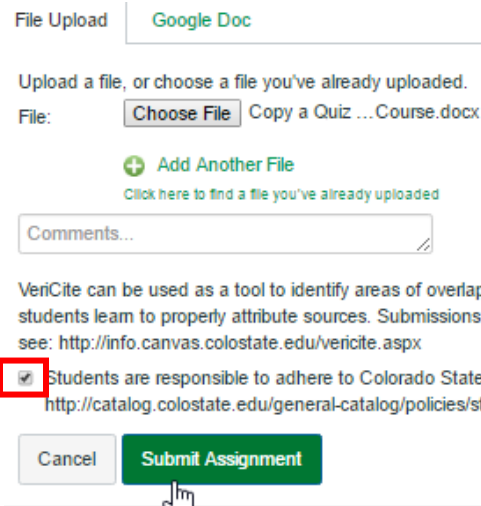 File Upload Google Doc
Upload a file, or choose a file you've already uploaded.
File: Choose File Copy a Quiz ...Course.docx
Add Another File
Click here to find a file you've already uploaded
Comments...
VeriCite can be used as a tool to identify areas of overlap
students learn to properly attribute sources. Submissions
see: http://info.canvas.colostate.edu/vericite.aspx
Students are responsible to adhere to Colorado State
http://catalog.colostate.edu/general-catalog/policies/st
Cancel Submit Assignment